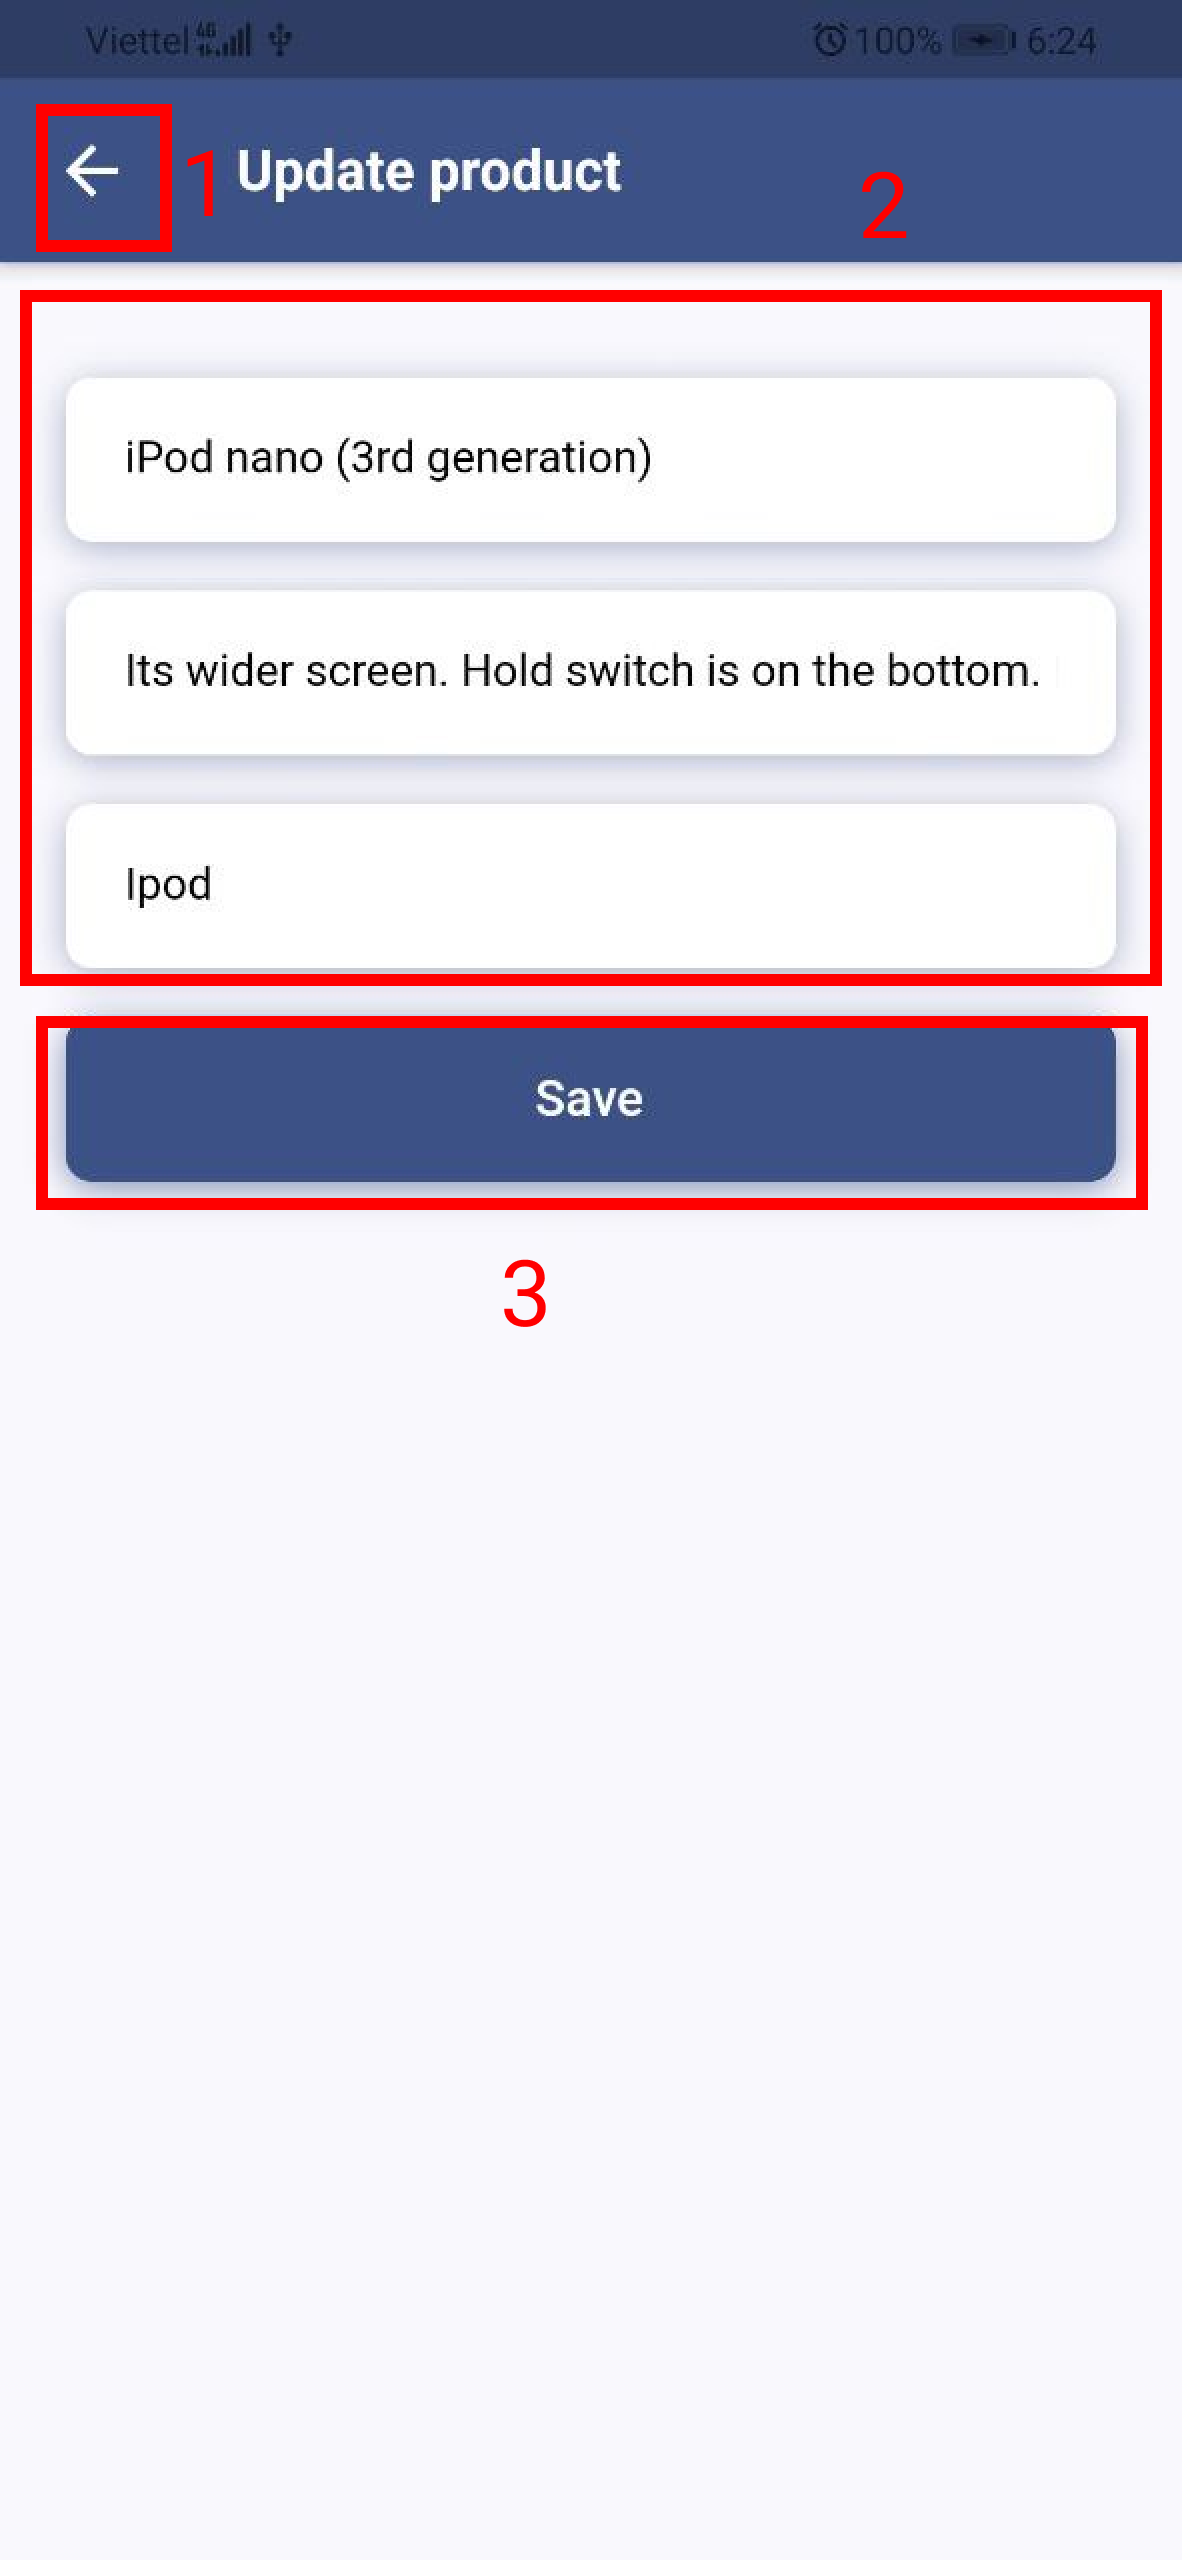 Viettel 4G 100% 6:24
1 Update product 2
iPod nano (3rd generation)
Its wider screen. Hold switch is on the bottom.
Ipod
Save
3